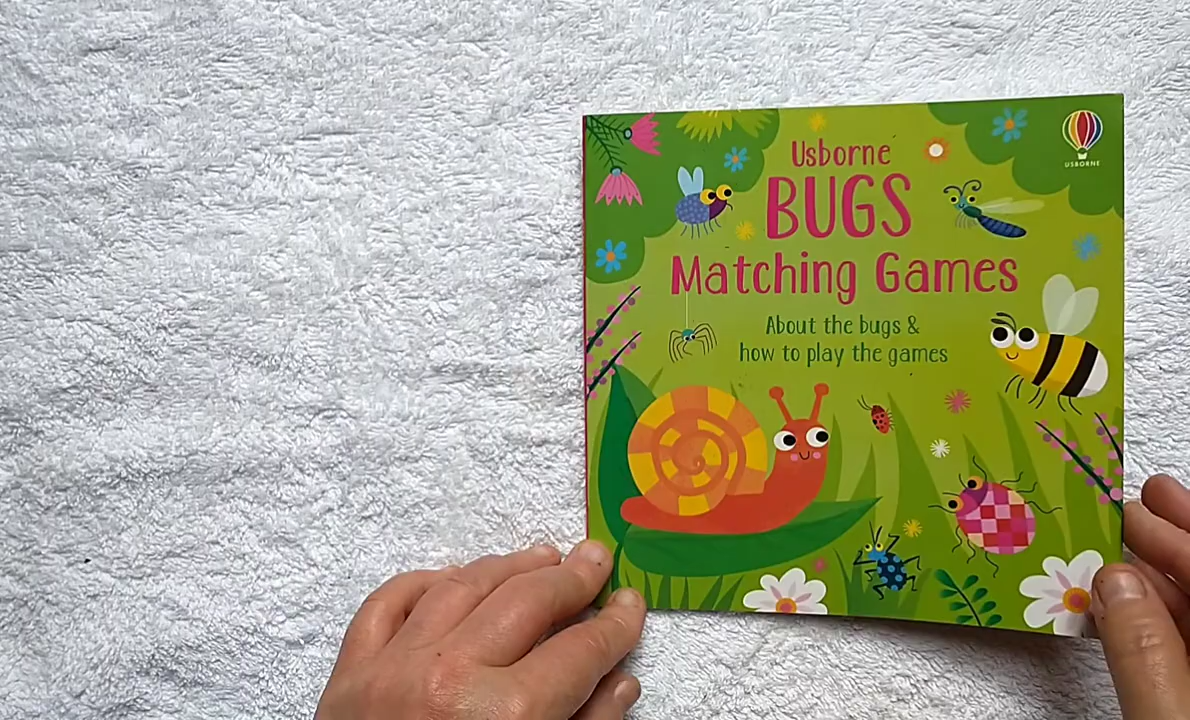 Usborne
BUGS
Matching Games
About the bugs &
how to play the games
USBORNE